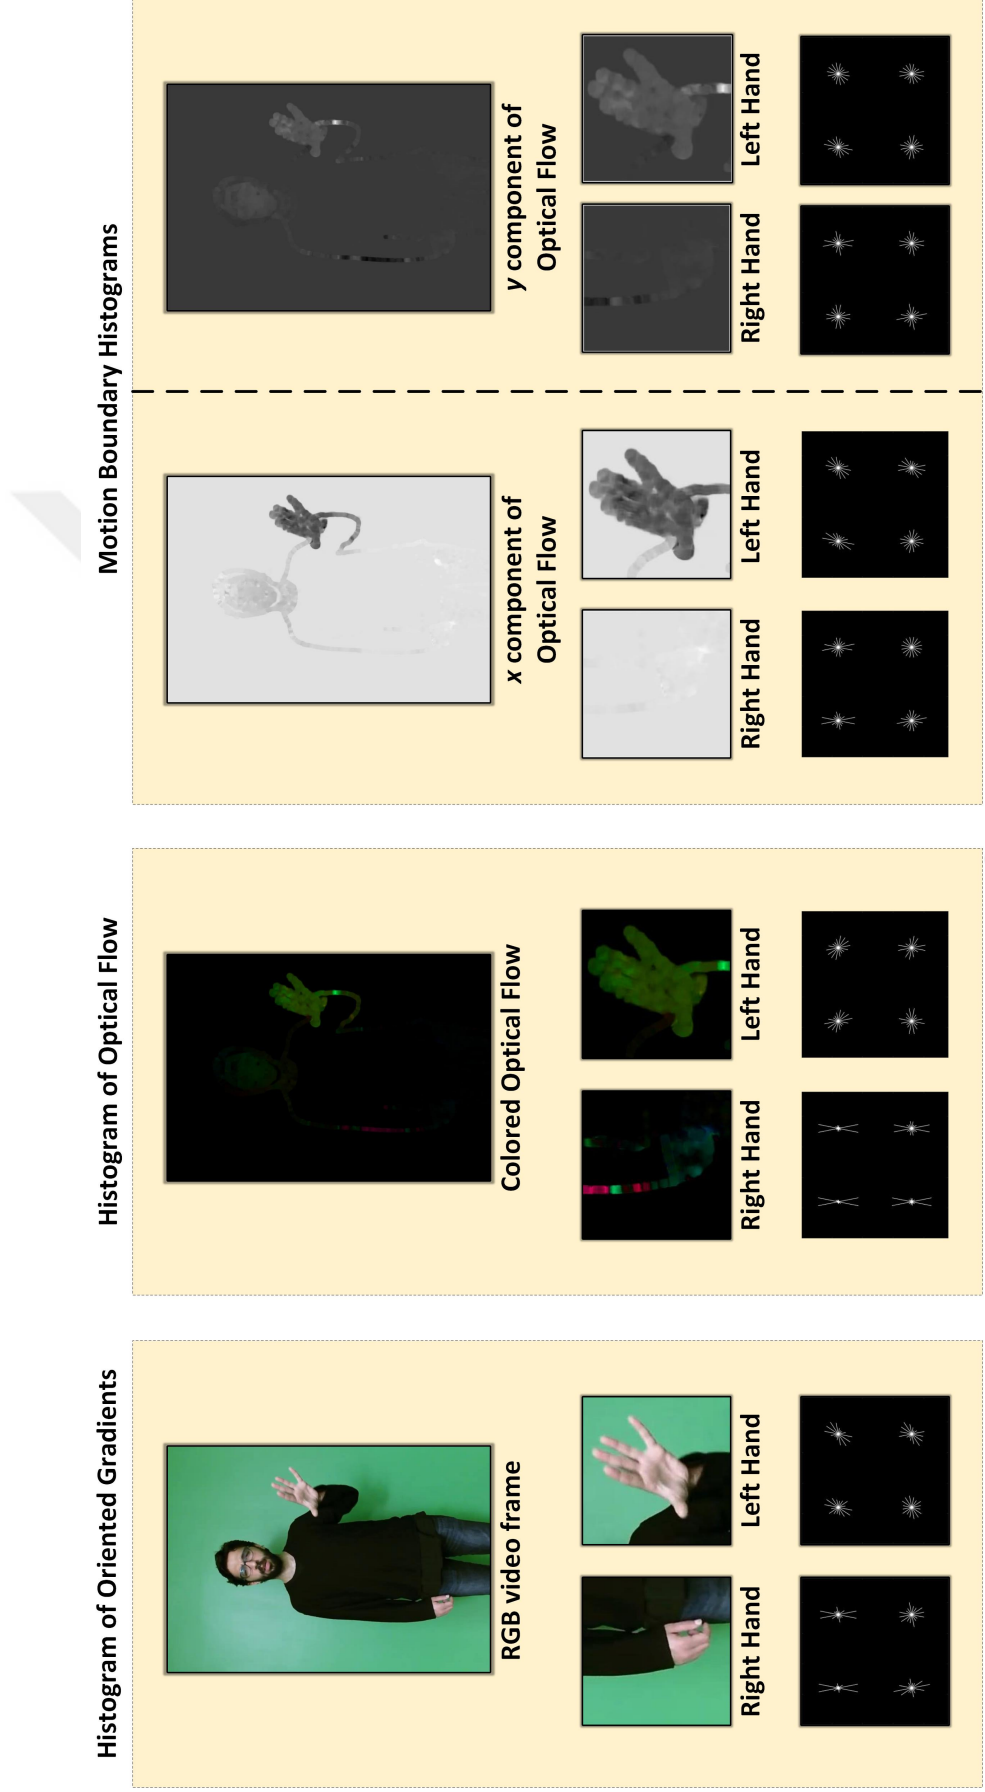 Histogram of Oriented Gradients
RGB video frame
Right Hand
Left Hand
Histogram of Optical Flow
Colored Optical Flow
Right Hand
Left Hand
Motion Boundary Histograms
x component of
Optical Flow
Right Hand
Left Hand
y component of
Optical Flow
Right Hand
Left Hand